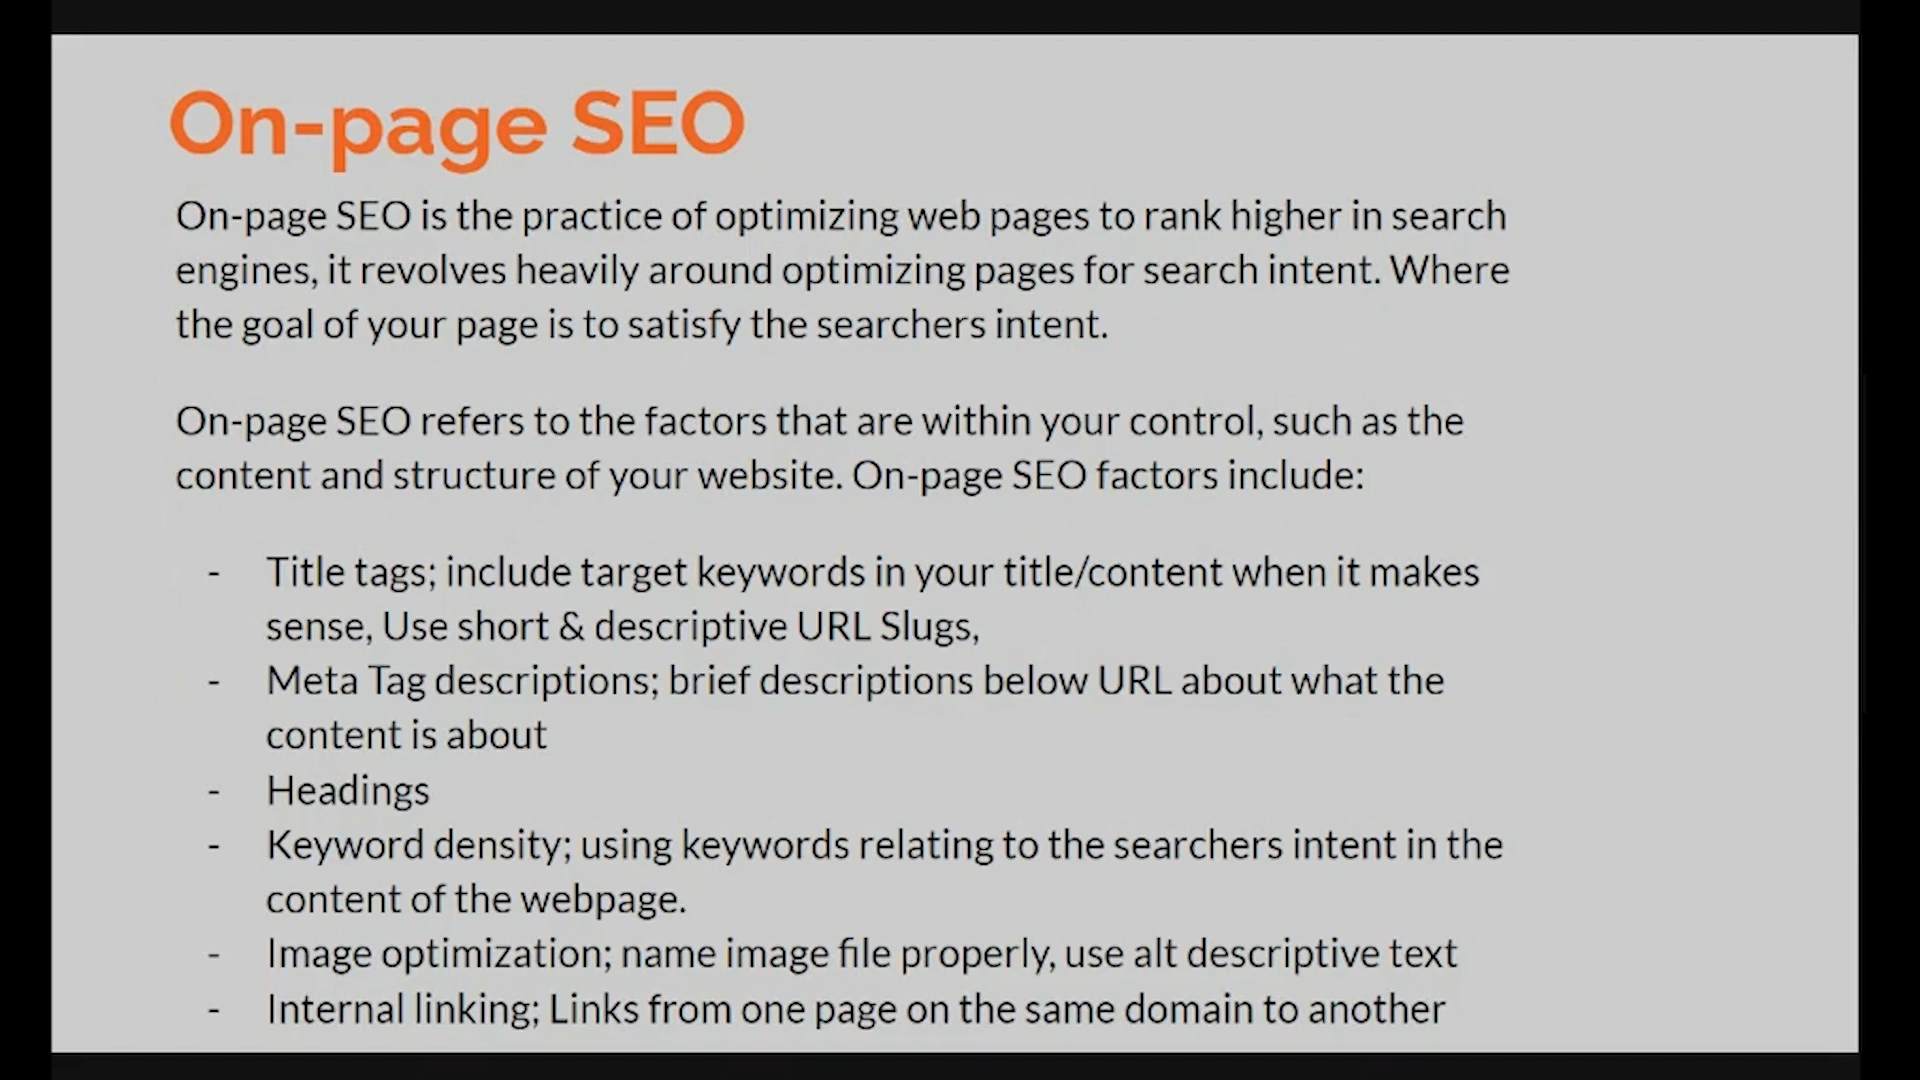 On-page SEO
On-page SEO is the practice of optimizing web pages to rank higher in search
engines, it revolves heavily around optimizing pages for search intent. Where
the goal of your page is to satisfy the searchers intent.
On-page SEO refers to the factors that are within your control, such as the
content and structure of your website. On-page SEO factors include:
- Title tags; include target keywords in your title/content when it makes
sense, Use short & descriptive URL Slugs,
- Meta Tag descriptions; brief descriptions below URL about what the
content is about
- Headings
- Keyword density; using keywords relating to the searchers intent in the
content of the webpage.
- Image optimization; name image file properly, use alt descriptive text
- Internal linking; Links from one page on the same domain to another